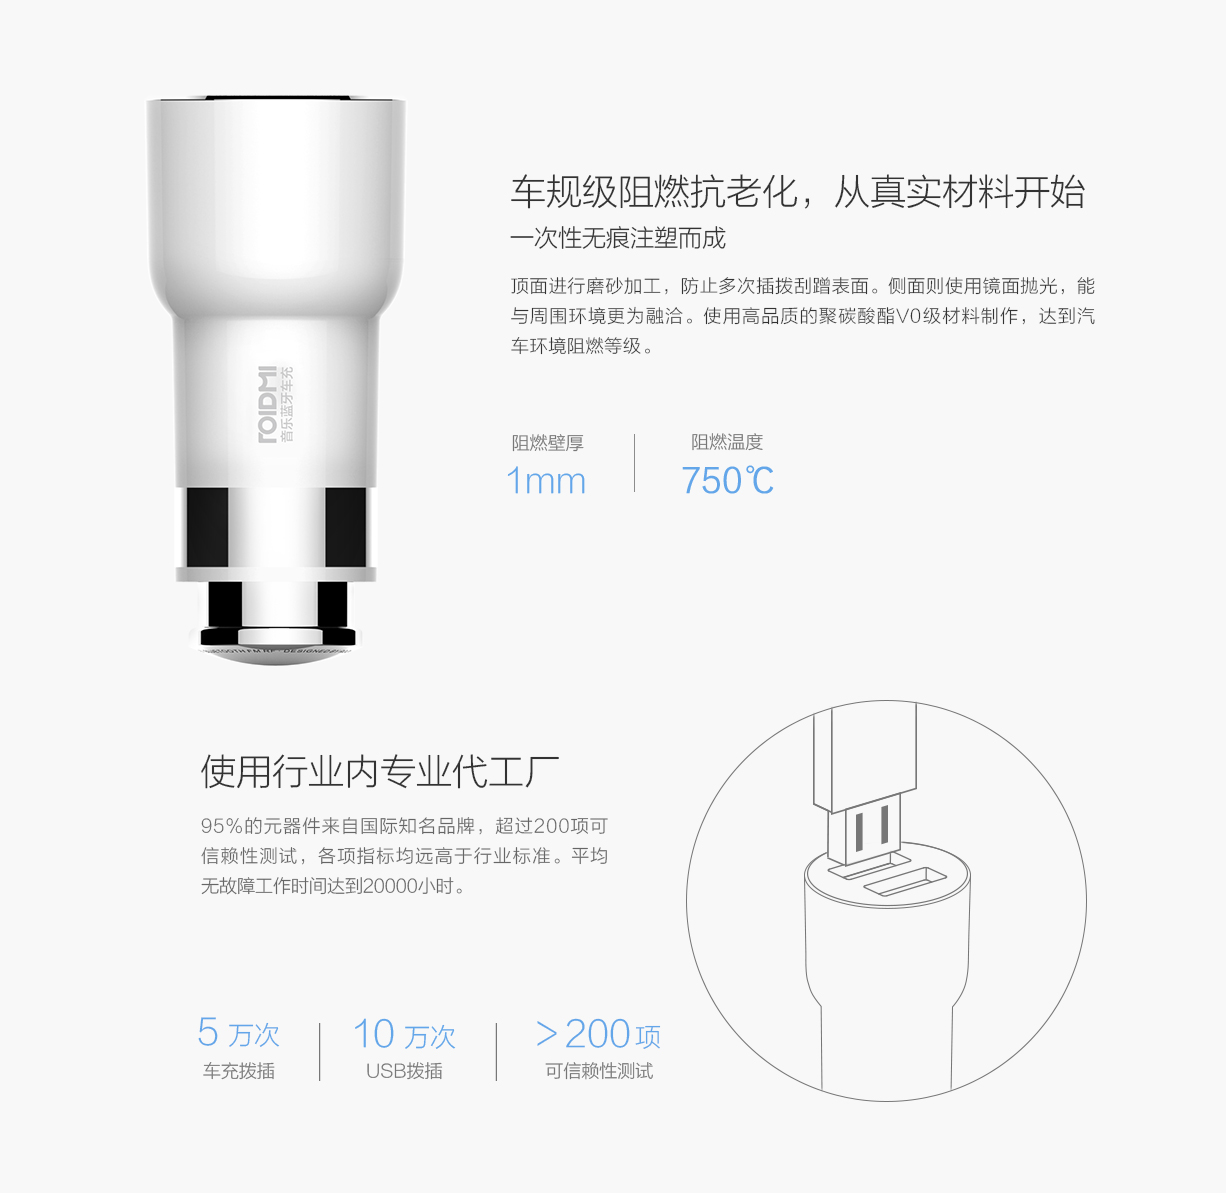 车规级阻燃抗老化，从真实材料开始
一次性无痕注塑而成
顶面进行磨砂加工，防止多次插拨刮蹭表面。侧面则使用镜面抛光，能
与周围环境更为融洽。使用高品质的聚碳酸酯V0级材料制作，达到汽
车环境阻燃等级。
roidmi
音乐蓝牙车充
阻燃壁厚
1mm
阻燃温度
750℃
使用行业内专业代工厂
95%的元器件来自国际知名品牌，超过200项可
信赖性测试，各项指标均远高于行业标准。平均
无故障工作时间达到20000小时。
5 万次
车充拨插
10 万次
USB拨插
>200项
可信赖性测试